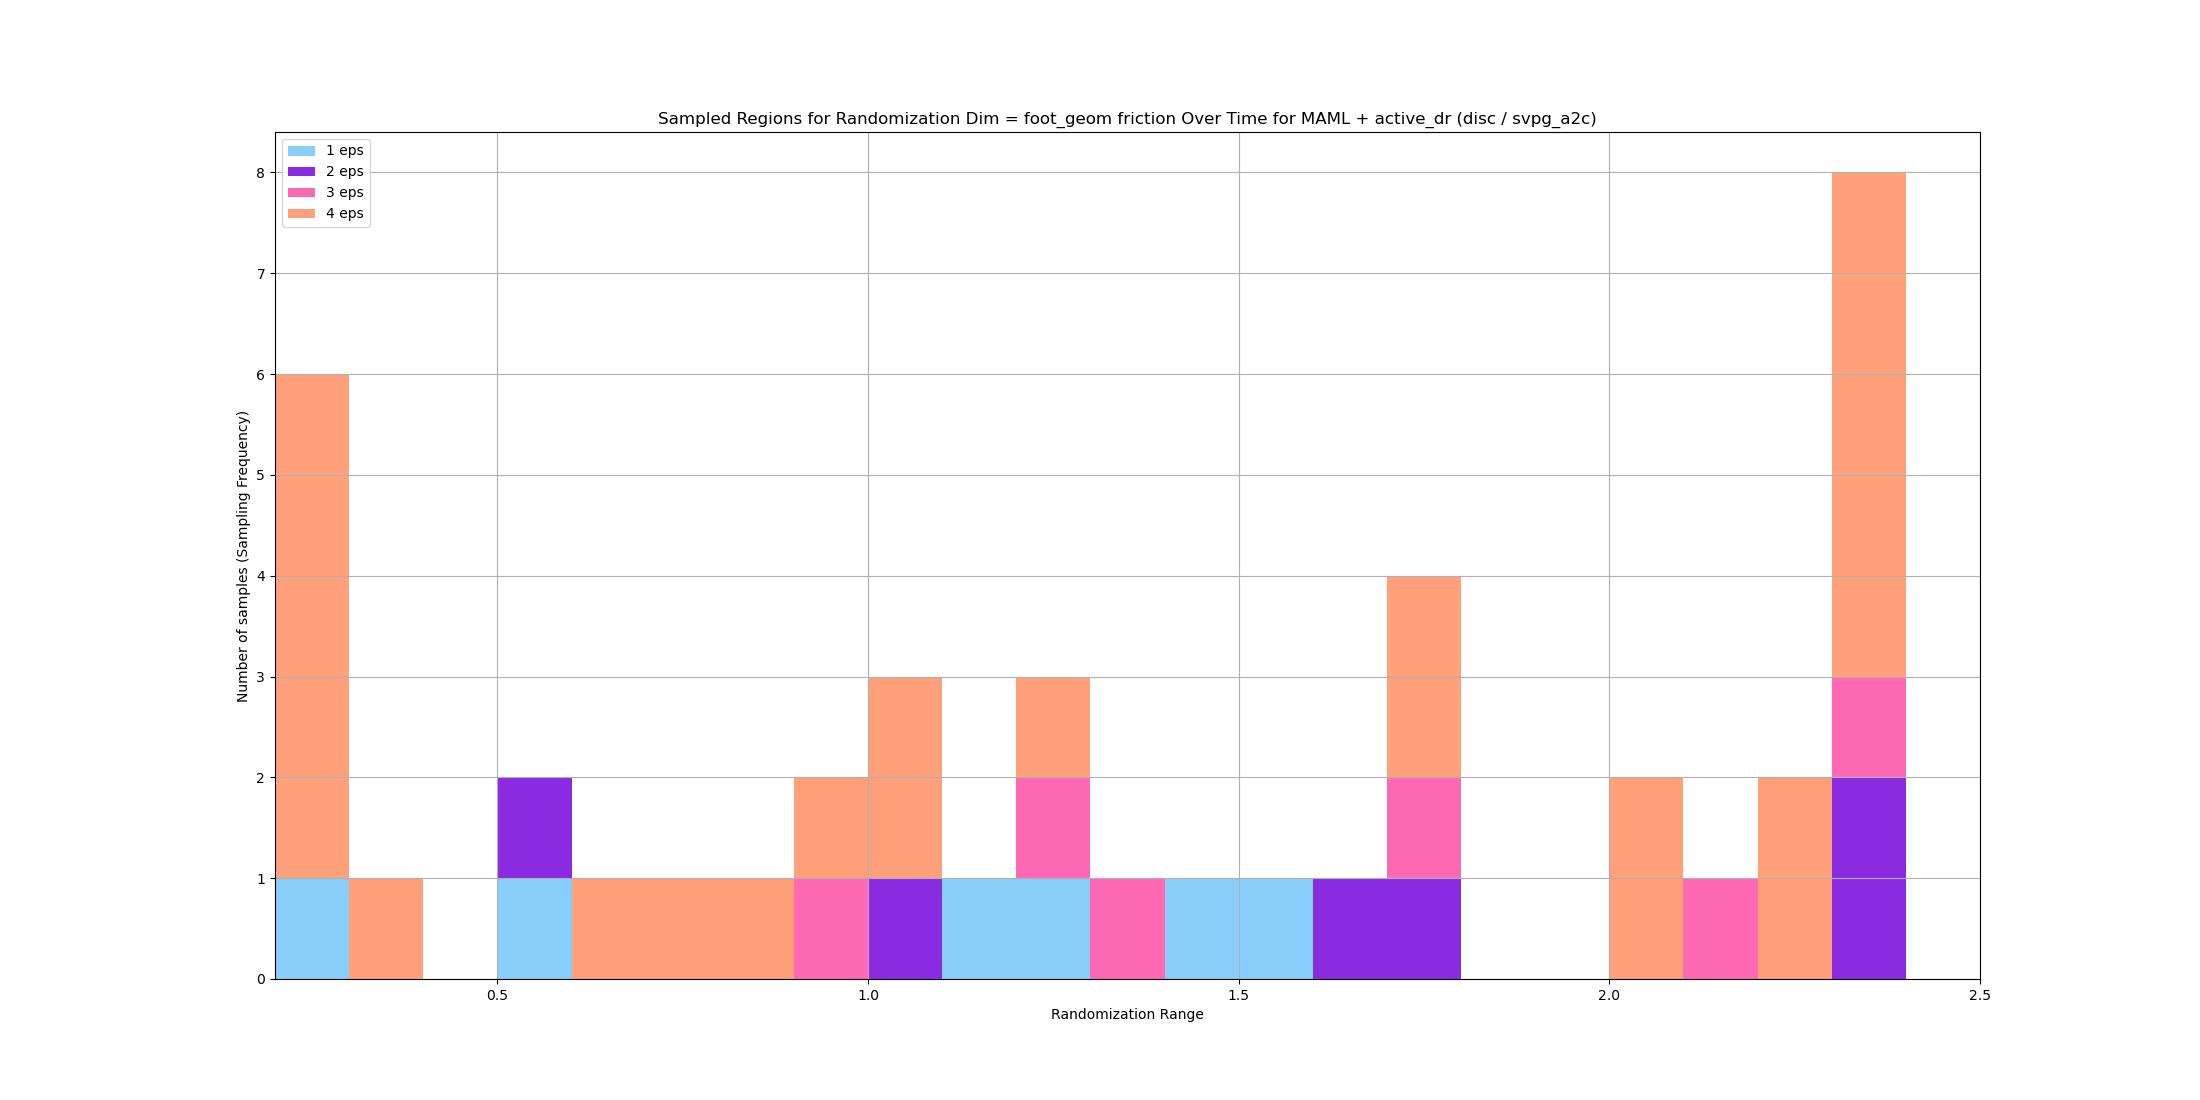 Sampled Regions for Randomization Dim = foot_geom friction Over Time for MAML + active_dr (disc / svpg_a2c)
1 eps
2 eps
3 eps
4 eps
8
7
6
5
4
3
2
1
0
Number of samples (Sampling Frequency)
0.5
1.0
1.5
2.0
2.5
Randomization Range